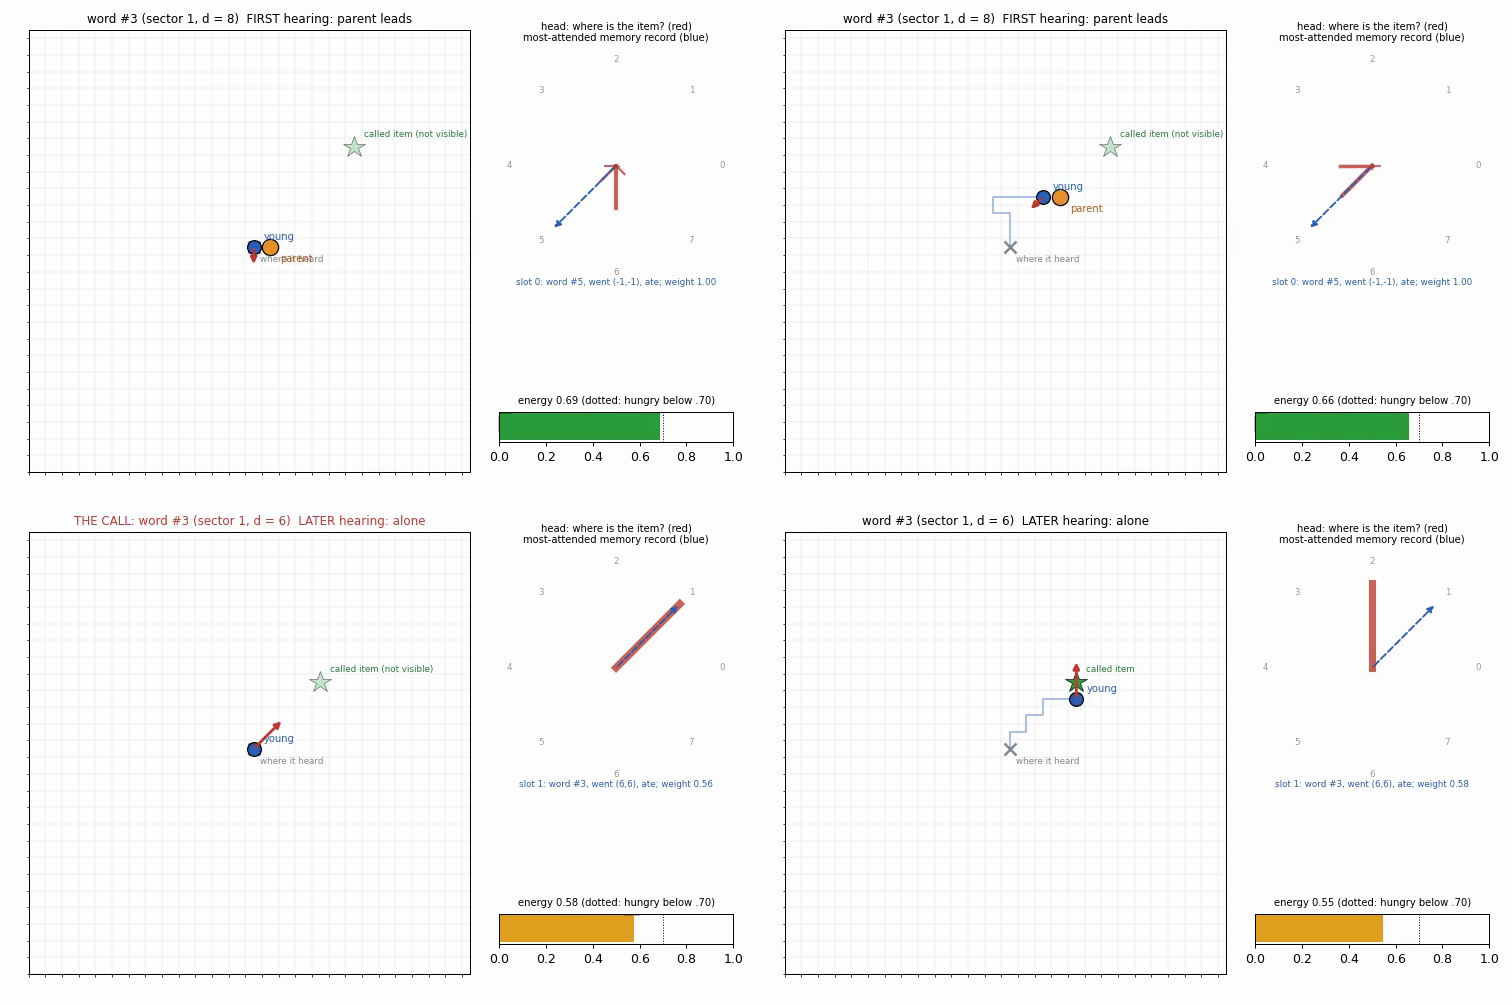 word #3 (sector 1, d = 8)  FIRST hearing: parent leads
called item (not visible)
young
parent
where it heard
head: where is the item? (red)
most-attended memory record (blue)
2
3
1
4
0
5
7
6
slot 0: word #5, went (-1,-1), ate; weight 1.00
energy 0.69 (dotted: hungry below .70)
0.0 0.2 0.4 0.6 0.8 1.0
word #3 (sector 1, d = 8)  FIRST hearing: parent leads
called item (not visible)
young
parent
where it heard
head: where is the item? (red)
most-attended memory record (blue)
2
3
1
4
0
5
7
6
slot 0: word #5, went (-1,-1), ate; weight 1.00
energy 0.66 (dotted: hungry below .70)
0.0 0.2 0.4 0.6 0.8 1.0
THE CALL: word #3 (sector 1, d = 6)  LATER hearing: alone
called item (not visible)
young
where it heard
head: where is the item? (red)
most-attended memory record (blue)
2
3
1
4
0
5
7
6
slot 1: word #3, went (6,6), ate; weight 0.56
energy 0.58 (dotted: hungry below .70)
0.0 0.2 0.4 0.6 0.8 1.0
word #3 (sector 1, d = 6)  LATER hearing: alone
called item
young
where it heard
head: where is the item? (red)
most-attended memory record (blue)
2
3
1
4
0
5
7
6
slot 1: word #3, went (6,6), ate; weight 0.58
energy 0.55 (dotted: hungry below .70)
0.0 0.2 0.4 0.6 0.8 1.0